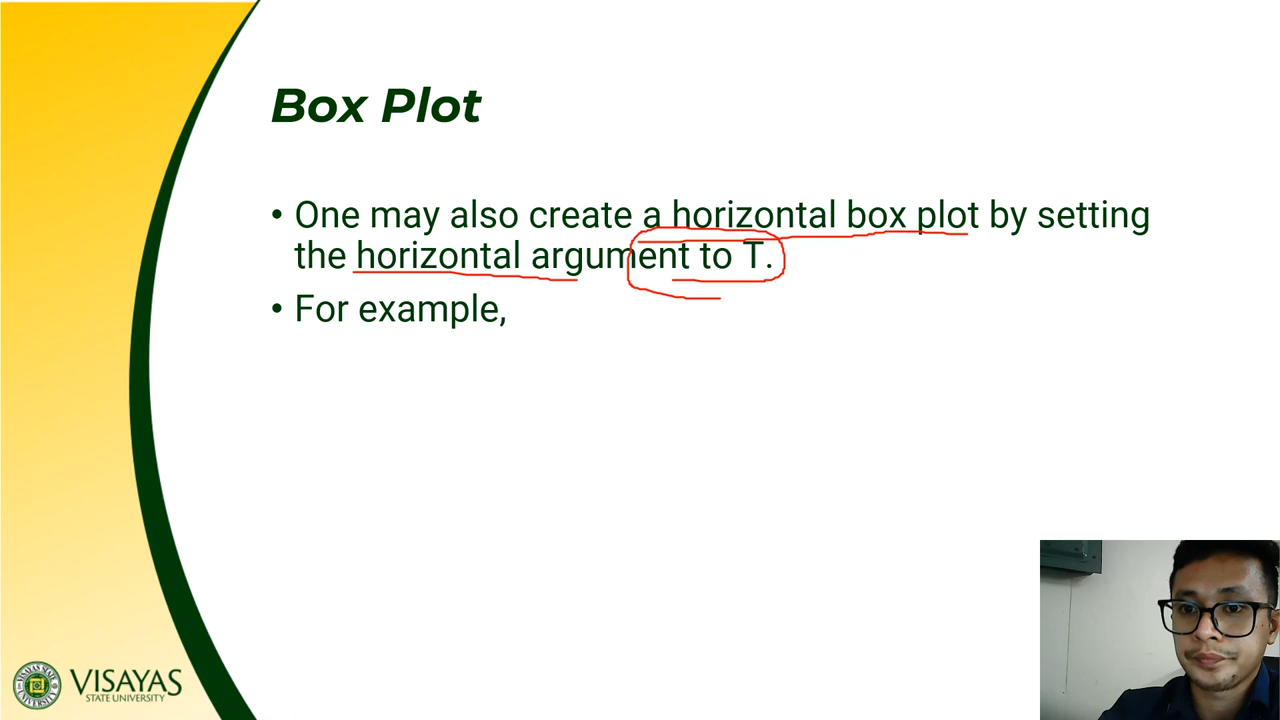 Box Plot
• One may also create a horizontal box plot by setting
the horizontal argument to T.
• For example,
VISAYAS
STATE UNIVERSITY